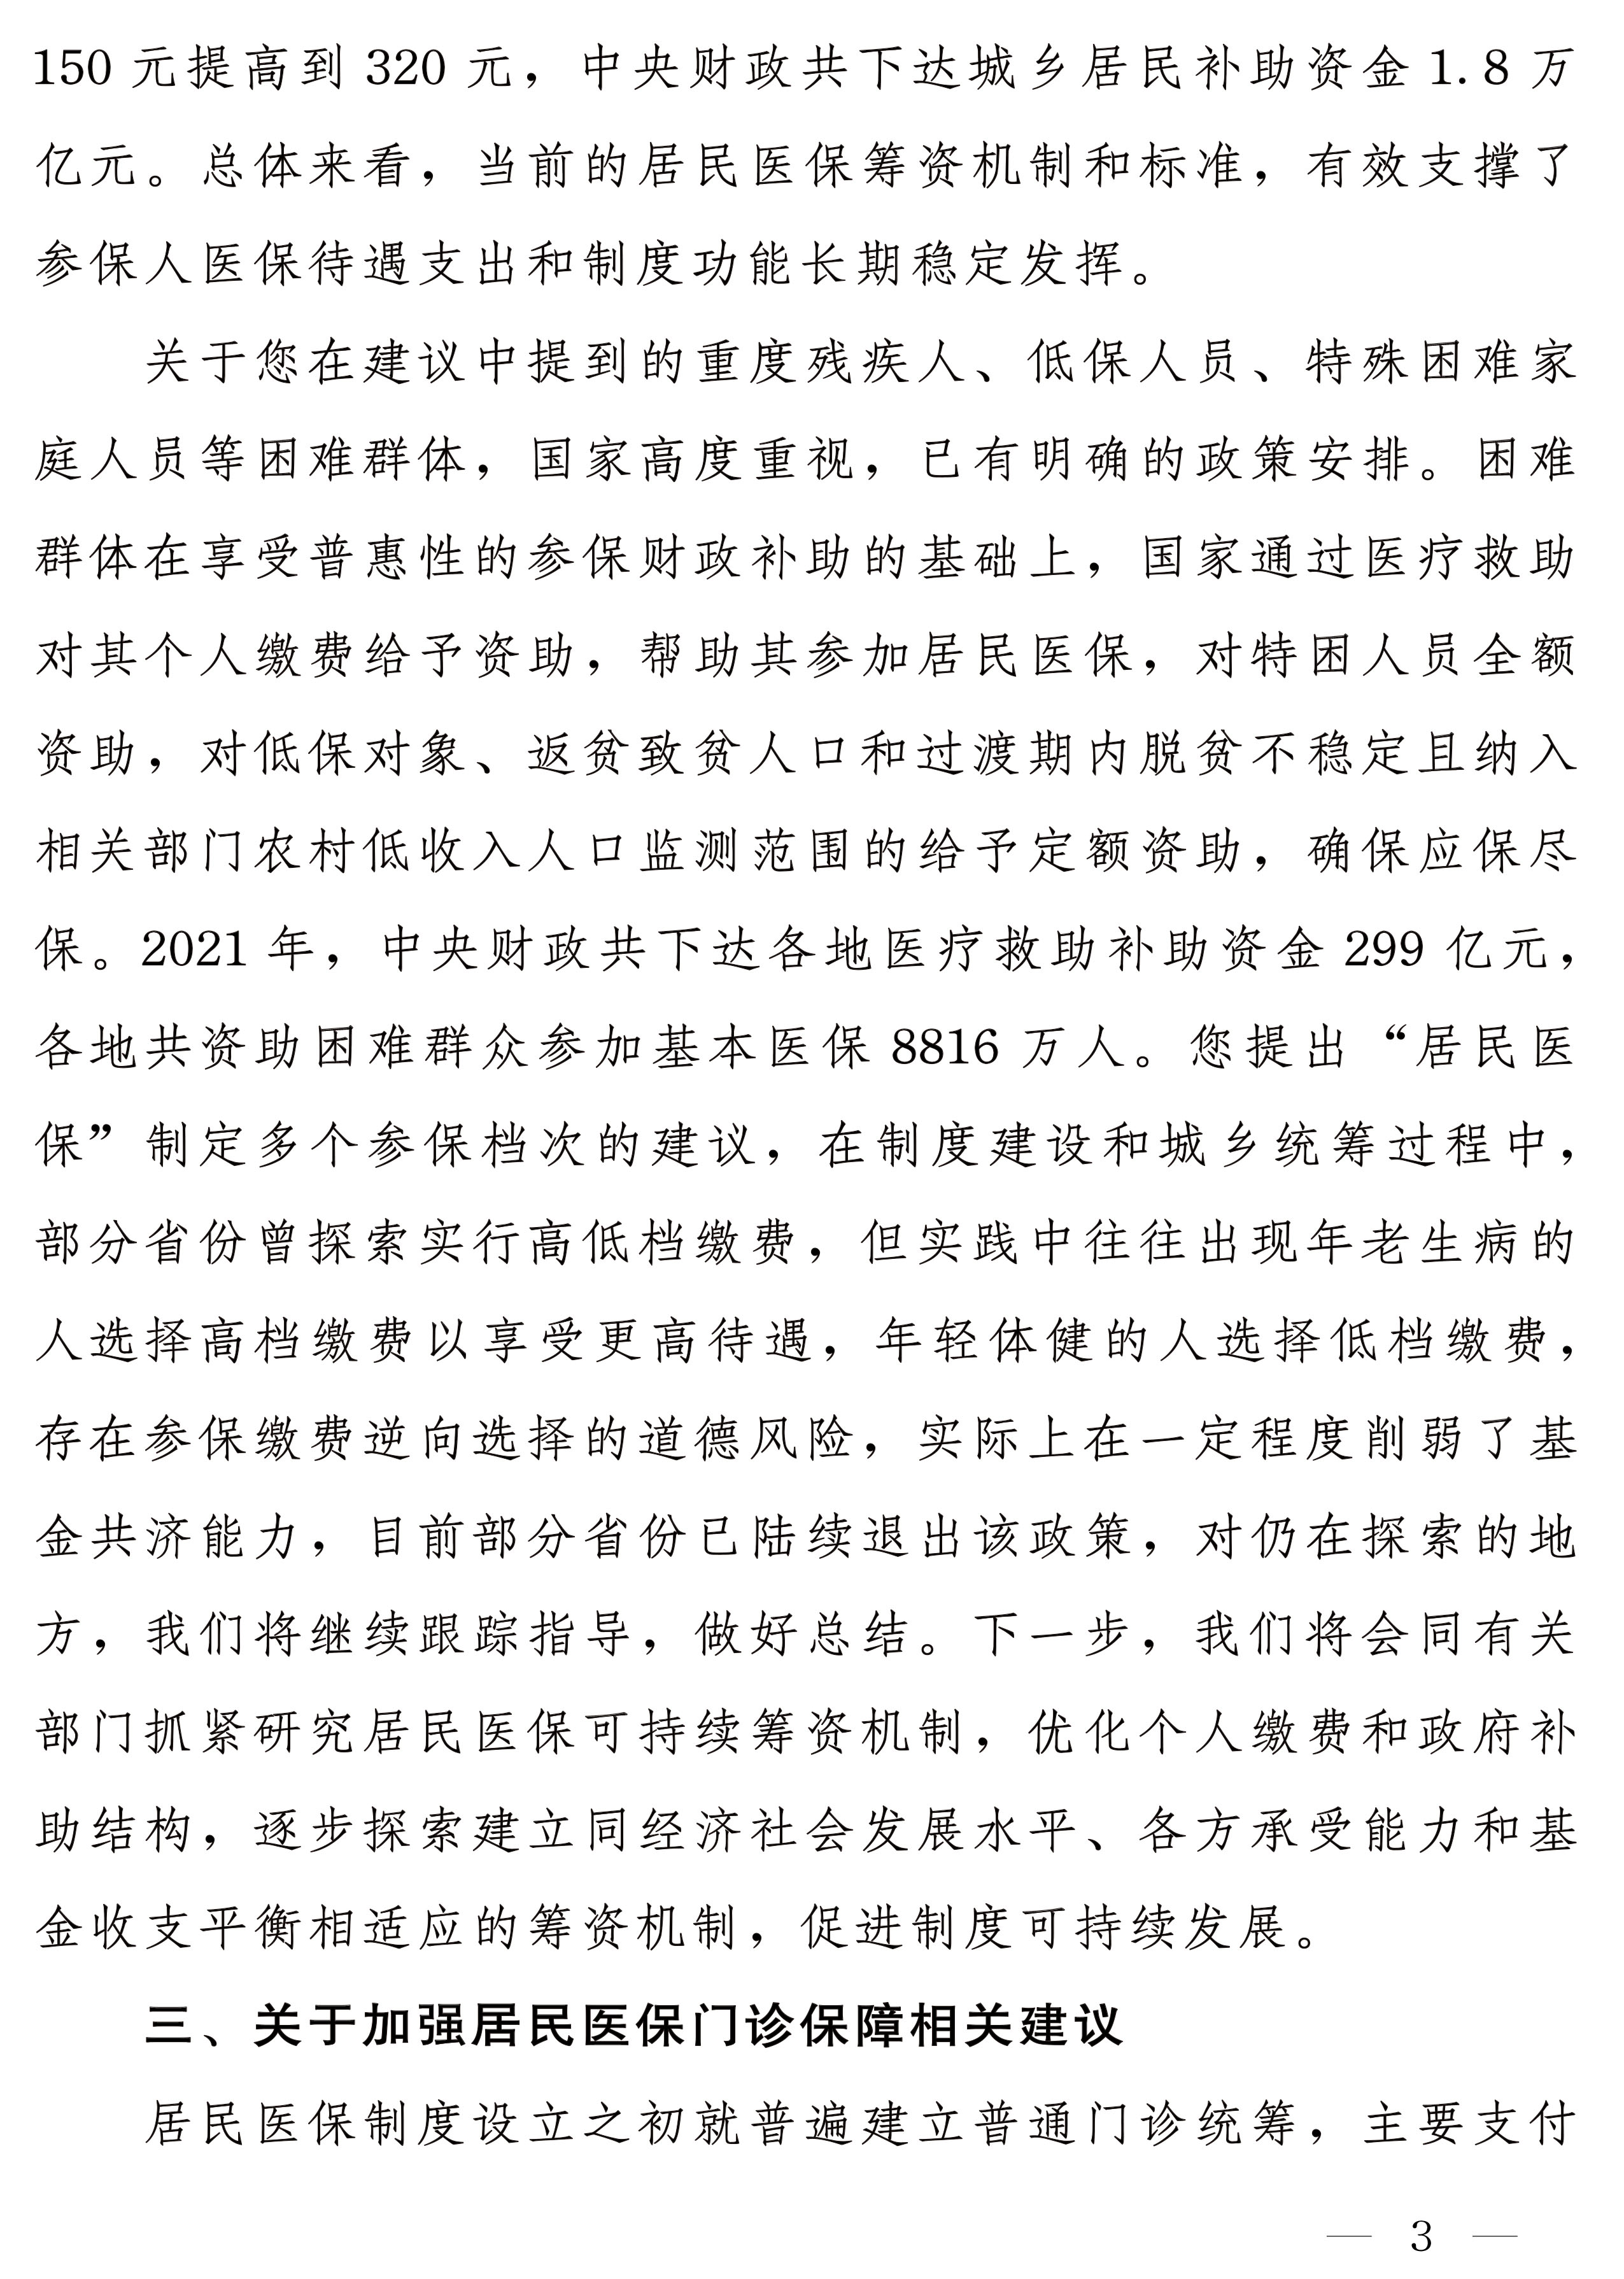 150 元提高到 320 元，中央财政共下达城乡居民补助资金 1.8 万
亿元。总体来看，当前的居民医保筹资机制和标准，有效支撑了
参保人医保待遇支出和制度功能长期稳定发挥。
关于您在建议中提到的重度残疾人、低保人员、特殊困难家
庭人员等困难群体，国家高度重视，已有明确的政策安排。困难
群体在享受普惠性的参保财政补助的基础上，国家通过医疗救助
对其个人缴费给予资助，帮助其参加居民医保，对特困人员全额
资助，对低保对象、返贫致贫人口和过渡期内脱贫不稳定且纳入
相关部门农村低收入人口监测范围的给予定额资助，确保应保尽
保。2021 年，中央财政共下达各地医疗救助补助资金 299 亿元，
各地共资助困难群众参加基本医保 8816 万人。您提出“居民医
保”制定多个参保档次的建议，在制度建设和城乡统筹过程中，
部分省份曾探索实行高低档缴费，但实践中往往出现年老生病的
人选择高档缴费以享受更高待遇，年轻体健的人选择低档缴费，
存在参保缴费逆向选择的道德风险，实际上在一定程度削弱了基
金共济能力，目前部分省份已陆续退出该政策，对仍在探索的地
方，我们将继续跟踪指导，做好总结。下一步，我们将会同有关
部门抓紧研究居民医保可持续筹资机制，优化个人缴费和政府补
助结构，逐步探索建立同经济社会发展水平、各方承受能力和基
金收支平衡相适应的筹资机制，促进制度可持续发展。
三、关于加强居民医保门诊保障相关建议
居民医保制度设立之初就普遍建立普通门诊统筹，主要支付
— 3 —